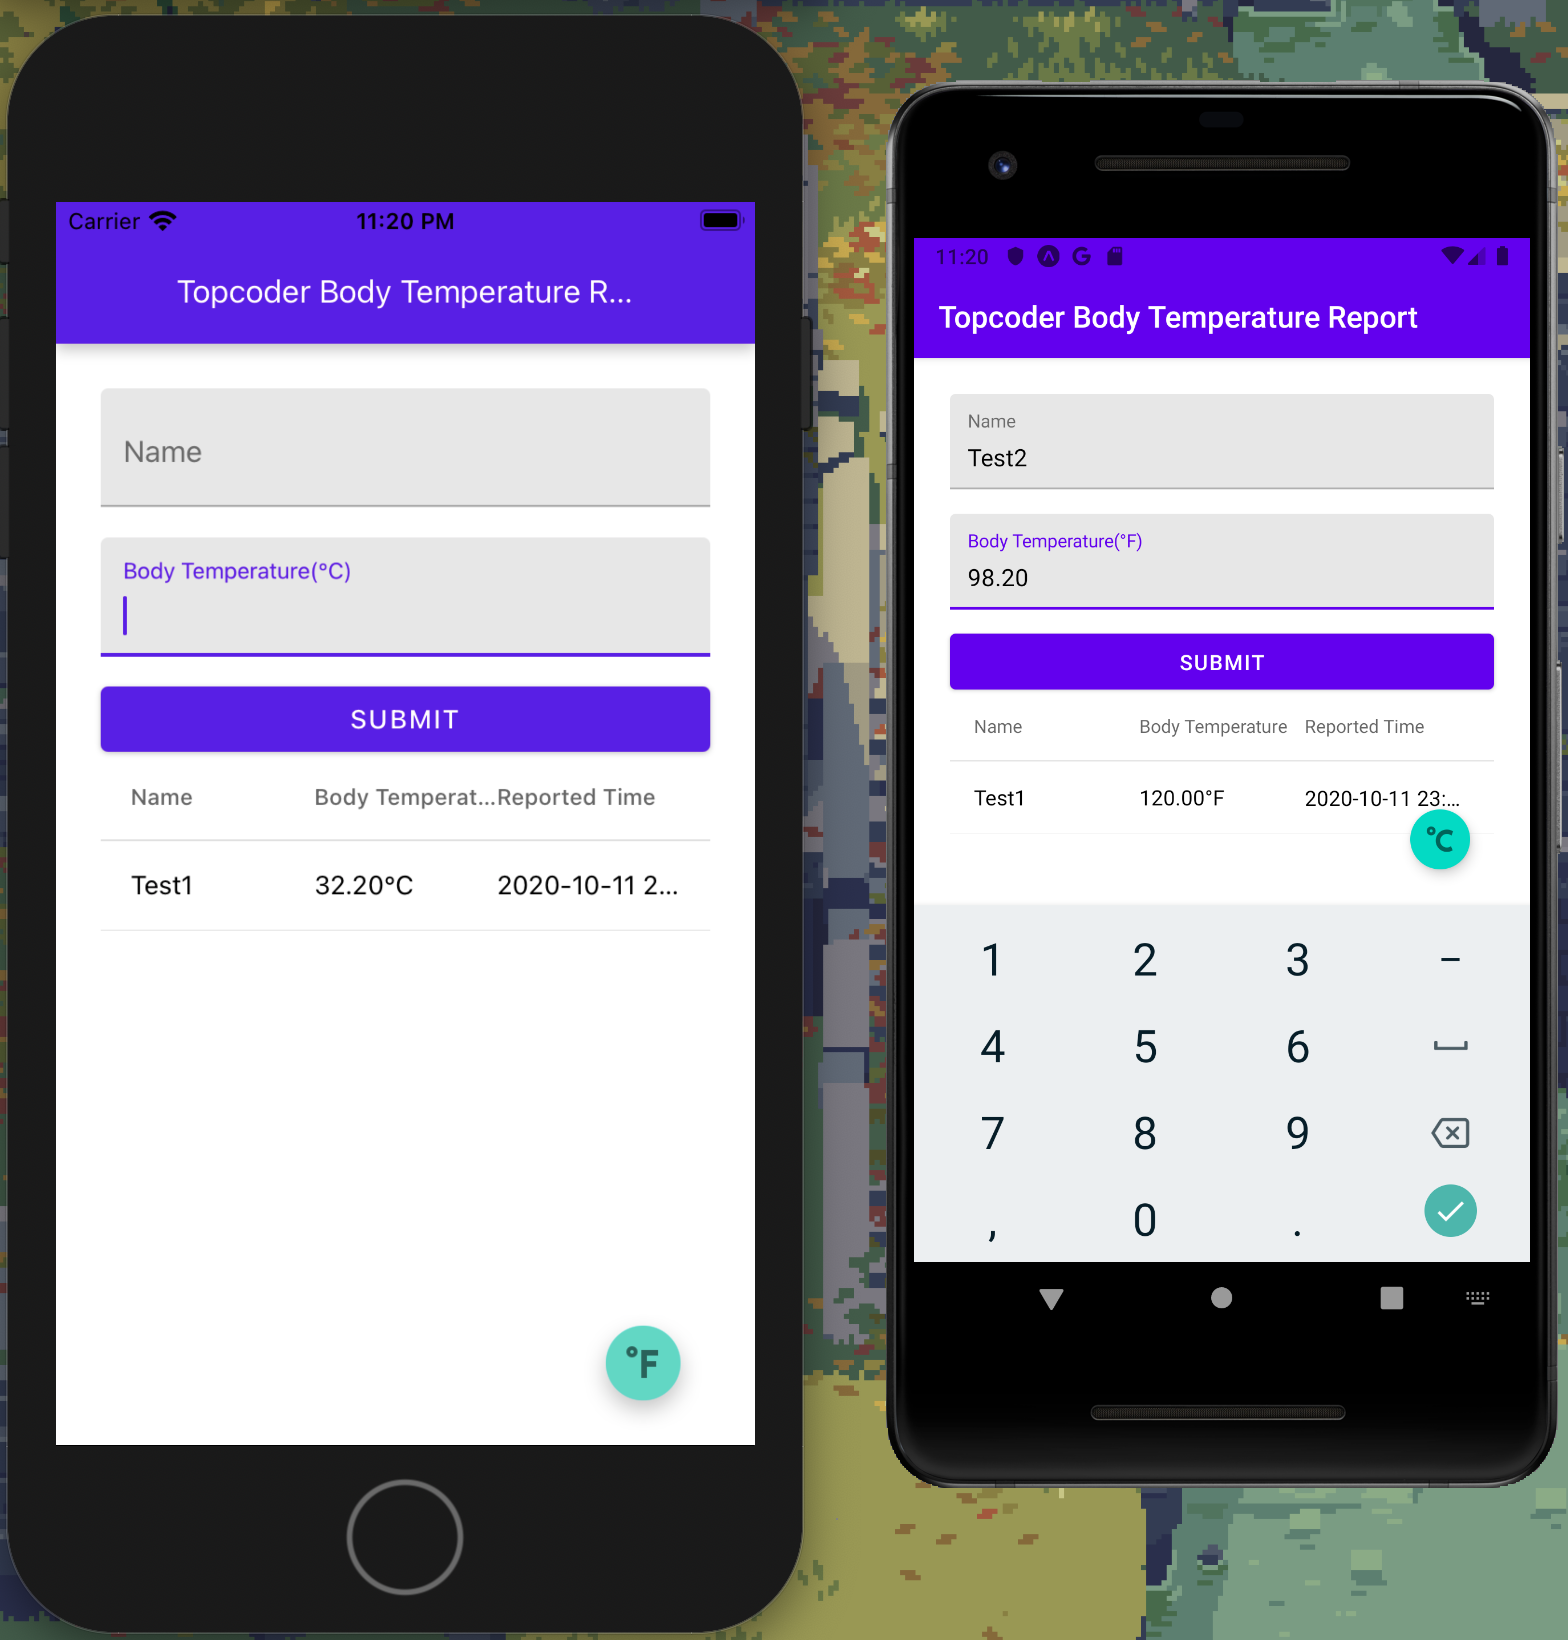 Carrier 11:20 PM
Topcoder Body Temperature R...
Name
Body Temperature(°C)
SUBMIT
Name Body Temperat... Reported Time
Test1 32.20°C 2020-10-11 2...
°F
11:20
Topcoder Body Temperature Report
Name
Test2
Body Temperature(°F)
98.20
SUBMIT
Name Body Temperature Reported Time
Test1 120.00°F 2020-10-11 23:...
°C
1 2 3 −
4 5 6
7 8 9
, 0 .